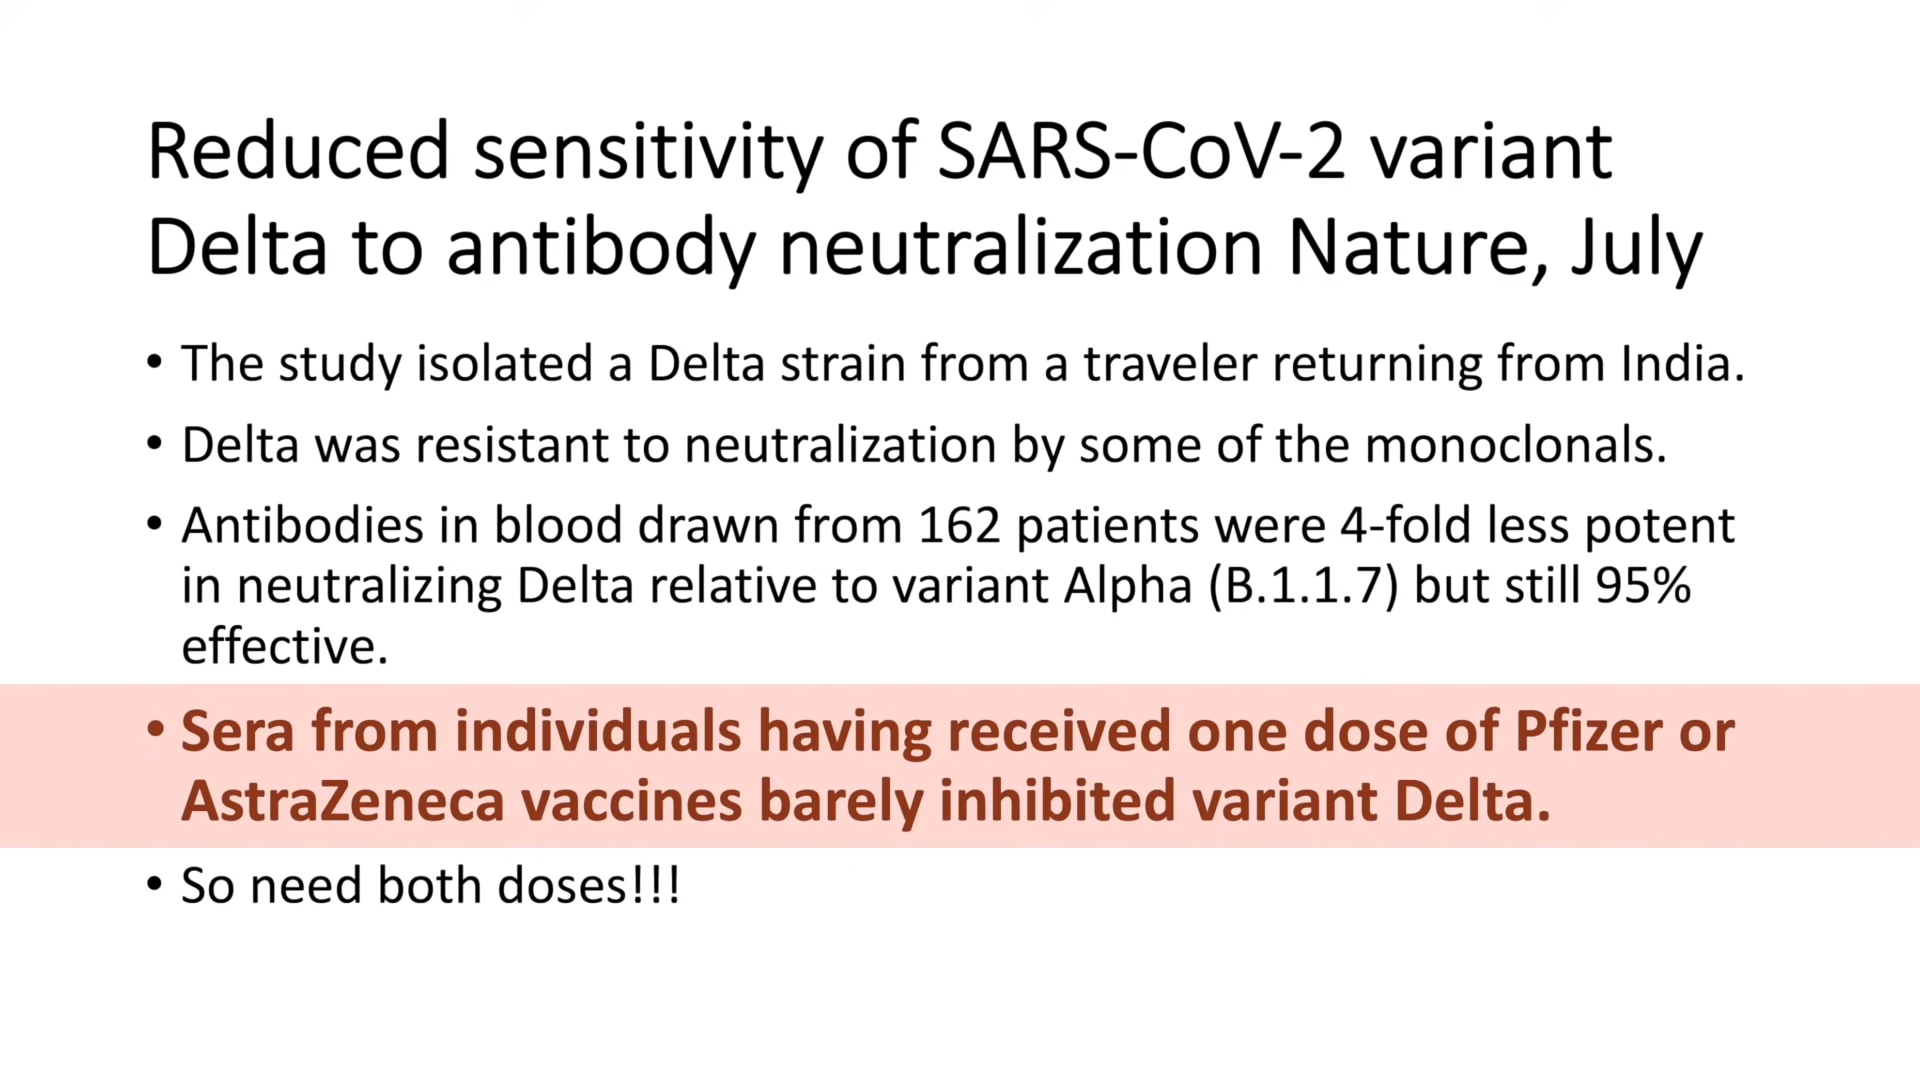 Reduced sensitivity of SARS-CoV-2 variant
Delta to antibody neutralization Nature, July
• The study isolated a Delta strain from a traveler returning from India.
• Delta was resistant to neutralization by some of the monoclonals.
• Antibodies in blood drawn from 162 patients were 4-fold less potent
in neutralizing Delta relative to variant Alpha (B.1.1.7) but still 95%
effective.
• Sera from individuals having received one dose of Pfizer or
AstraZeneca vaccines barely inhibited variant Delta.
• So need both doses!!!